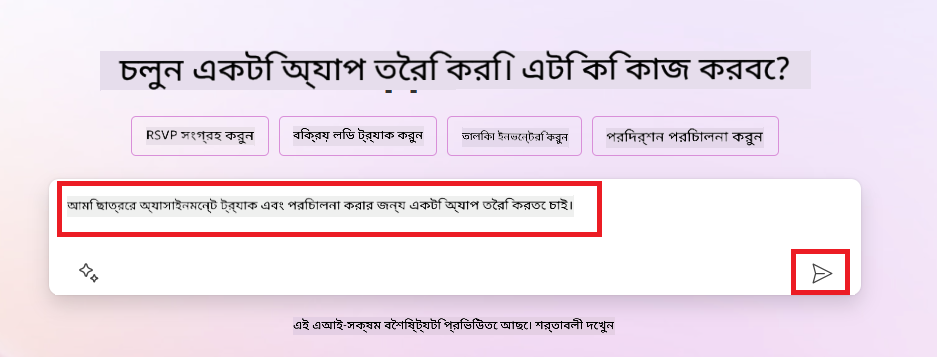 চলুন একটি অ্যাপ তৈরি করি। এটি কি কাজ করবে?
RSVP সংগ্রহ করুন
বিক্রয় লিড ট্র্যাক করুন
তালিকা ইনভেন্টরি করুন
পরিদর্শন পরিচালনা করুন
আমি ছাত্রের অ্যাসাইনমেন্ট ট্র্যাক এবং পরিচালনা করার জন্য একটি অ্যাপ তৈরি করতে চাই।
এই এআই-সক্ষম বৈশিষ্ট্যটি প্রিভিউতে আছে। শর্তাবলী দেখুন